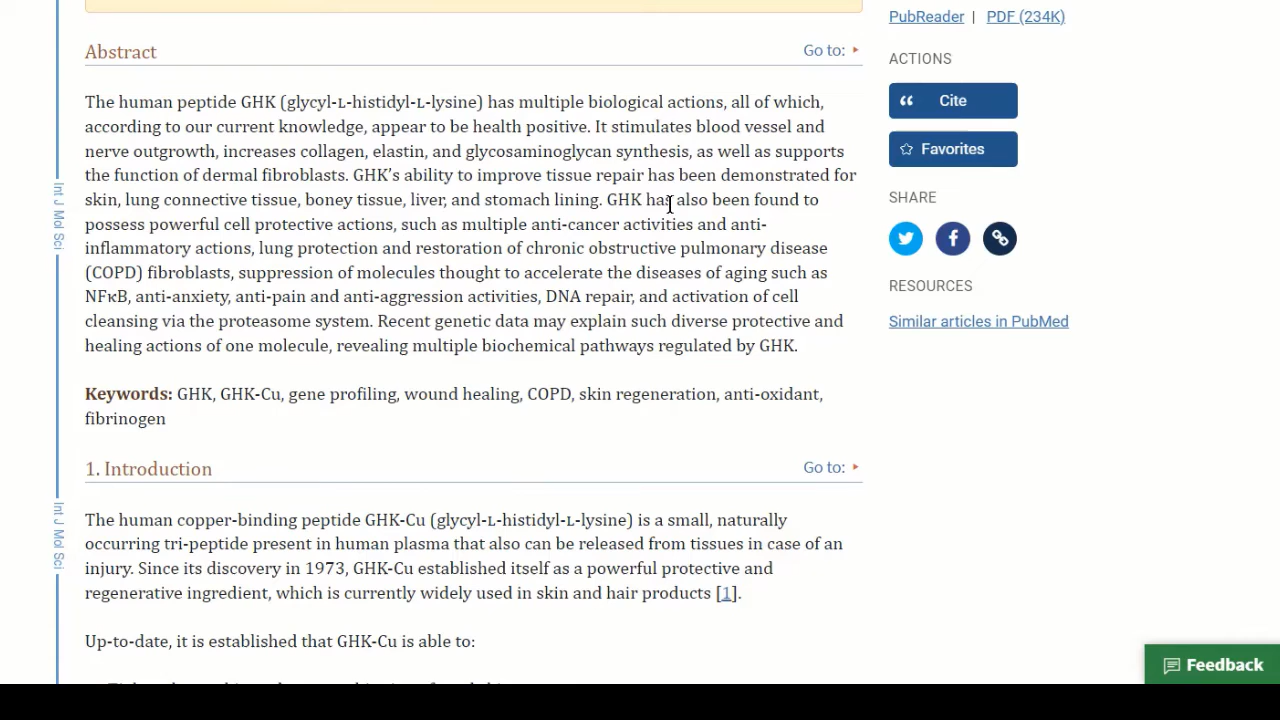 PubReader | PDF (234K)
Abstract
Go to:
ACTIONS
The human peptide GHK (glycyl-ʟ-histidyl-ʟ-lysine) has multiple biological actions, all of which,
according to our current knowledge, appear to be health positive. It stimulates blood vessel and
nerve outgrowth, increases collagen, elastin, and glycosaminoglycan synthesis, as well as supports
the function of dermal fibroblasts. GHK’s ability to improve tissue repair has been demonstrated for
skin, lung connective tissue, boney tissue, liver, and stomach lining. GHK has also been found to
possess powerful cell protective actions, such as multiple anti-cancer activities and anti-
inflammatory actions, lung protection and restoration of chronic obstructive pulmonary disease
(COPD) fibroblasts, suppression of molecules thought to accelerate the diseases of aging such as
NFκB, anti-anxiety, anti-pain and anti-aggression activities, DNA repair, and activation of cell
cleansing via the proteasome system. Recent genetic data may explain such diverse protective and
healing actions of one molecule, revealing multiple biochemical pathways regulated by GHK.
Cite
Favorites
SHARE
RESOURCES
Similar articles in PubMed
Int J Mol Sci
Keywords: GHK, GHK-Cu, gene profiling, wound healing, COPD, skin regeneration, anti-oxidant,
fibrinogen
1. Introduction
Go to:
The human copper-binding peptide GHK-Cu (glycyl-ʟ-histidyl-ʟ-lysine) is a small, naturally
occurring tri-peptide present in human plasma that also can be released from tissues in case of an
injury. Since its discovery in 1973, GHK-Cu established itself as a powerful protective and
regenerative ingredient, which is currently widely used in skin and hair products [1].
Int J Mol Sci
Up-to-date, it is established that GHK-Cu is able to:
Feedback